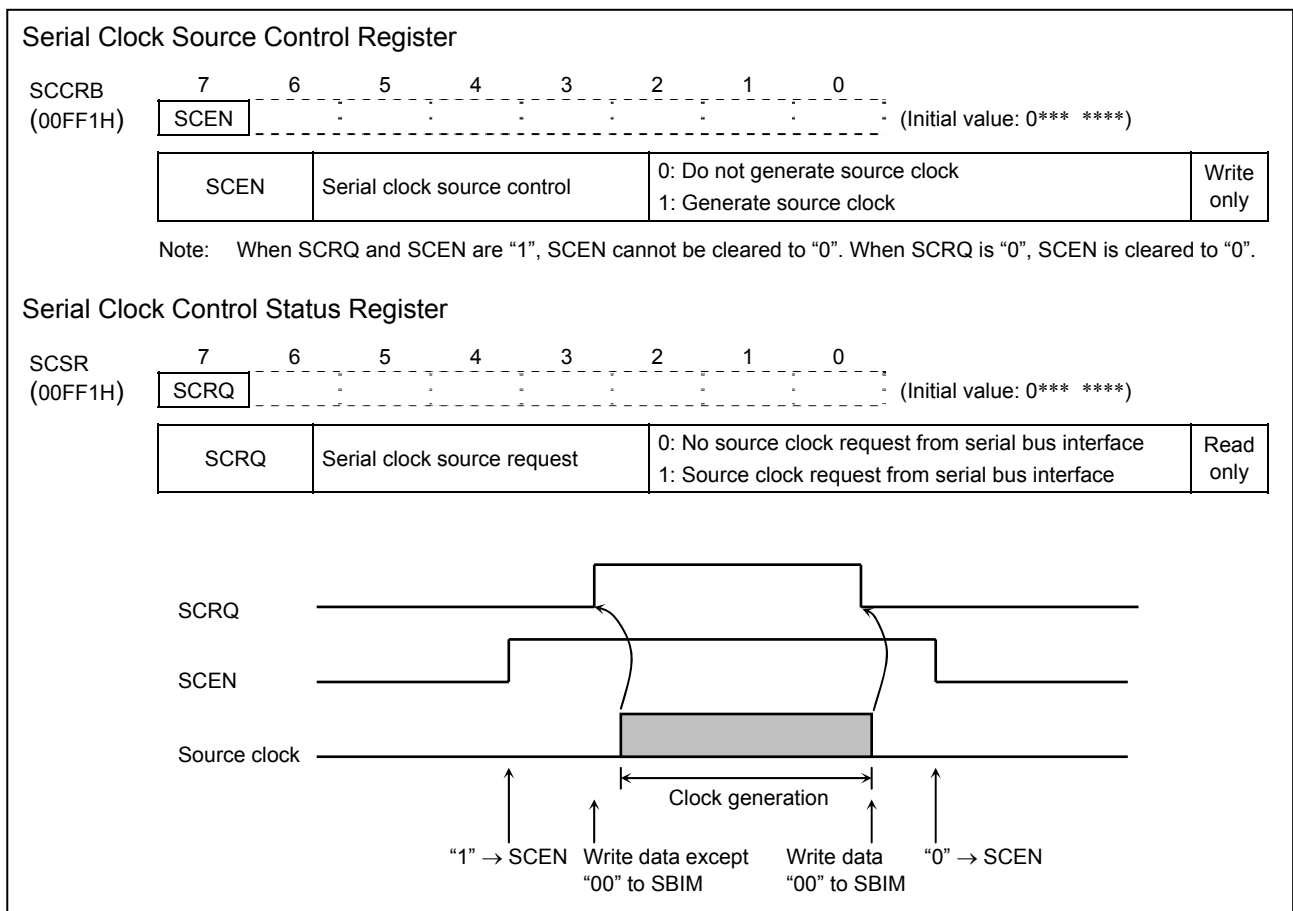 Serial Clock Source Control Register
SCCRB
(00FF1H)
7 6 5 4 3 2 1 0
SCEN
(Initial value: 0*** ****)
SCEN
Serial clock source control
0: Do not generate source clock
1: Generate source clock
Write
only
Note: When SCRQ and SCEN are “1”, SCEN cannot be cleared to “0”. When SCRQ is “0”, SCEN is cleared to “0”.
Serial Clock Control Status Register
SCSR
(00FF1H)
7 6 5 4 3 2 1 0
SCRQ
(Initial value: 0*** ****)
SCRQ
Serial clock source request
0: No source clock request from serial bus interface
1: Source clock request from serial bus interface
Read
only
SCRQ
SCEN
Source clock
Clock generation
“1” → SCEN
Write data except
“00” to SBIM
Write data
“00” to SBIM
“0” → SCEN